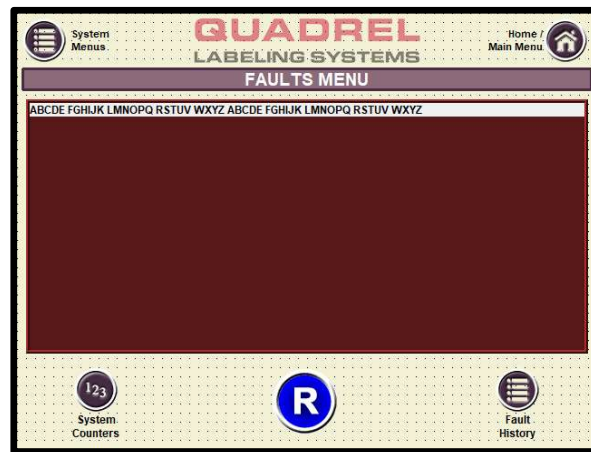 System
Menus
QUADREL
LABELING SYSTEMS
Home /
Main Menu
FAULTS MENU
ABCDE FGHIJK LMNOPQ RSTUV WXYZ ABCDE FGHIJK LMNOPQ RSTUV WXYZ
123
System
Counters
R
Fault
History